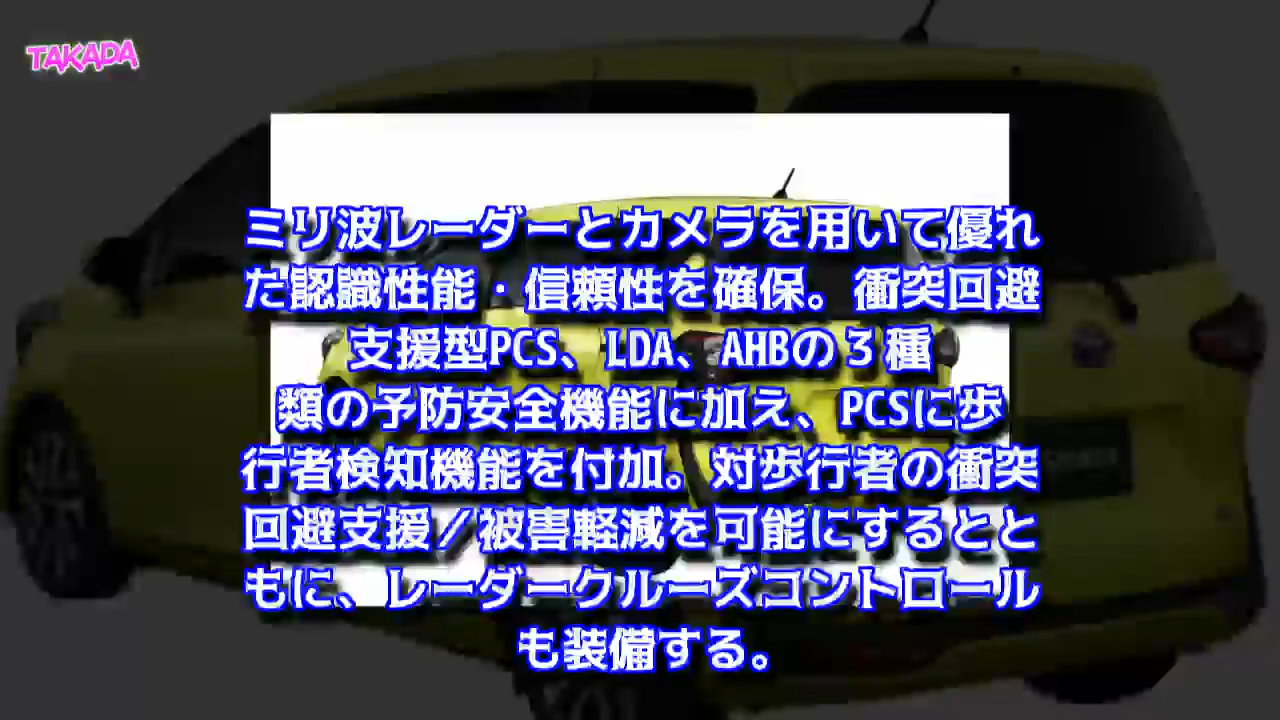 TAKADA
ミリ波レーダーとカメラを用いて優れ
た認識性能・信頼性を確保。衝突回避
支援型PCS、LDA、AHBの３種
類の予防安全機能に加え、PCSに歩
行者検知機能を付加。対歩行者の衝突
回避支援／被害軽減を可能にするとと
もに、レーダークルーズコントロール
も装備する。